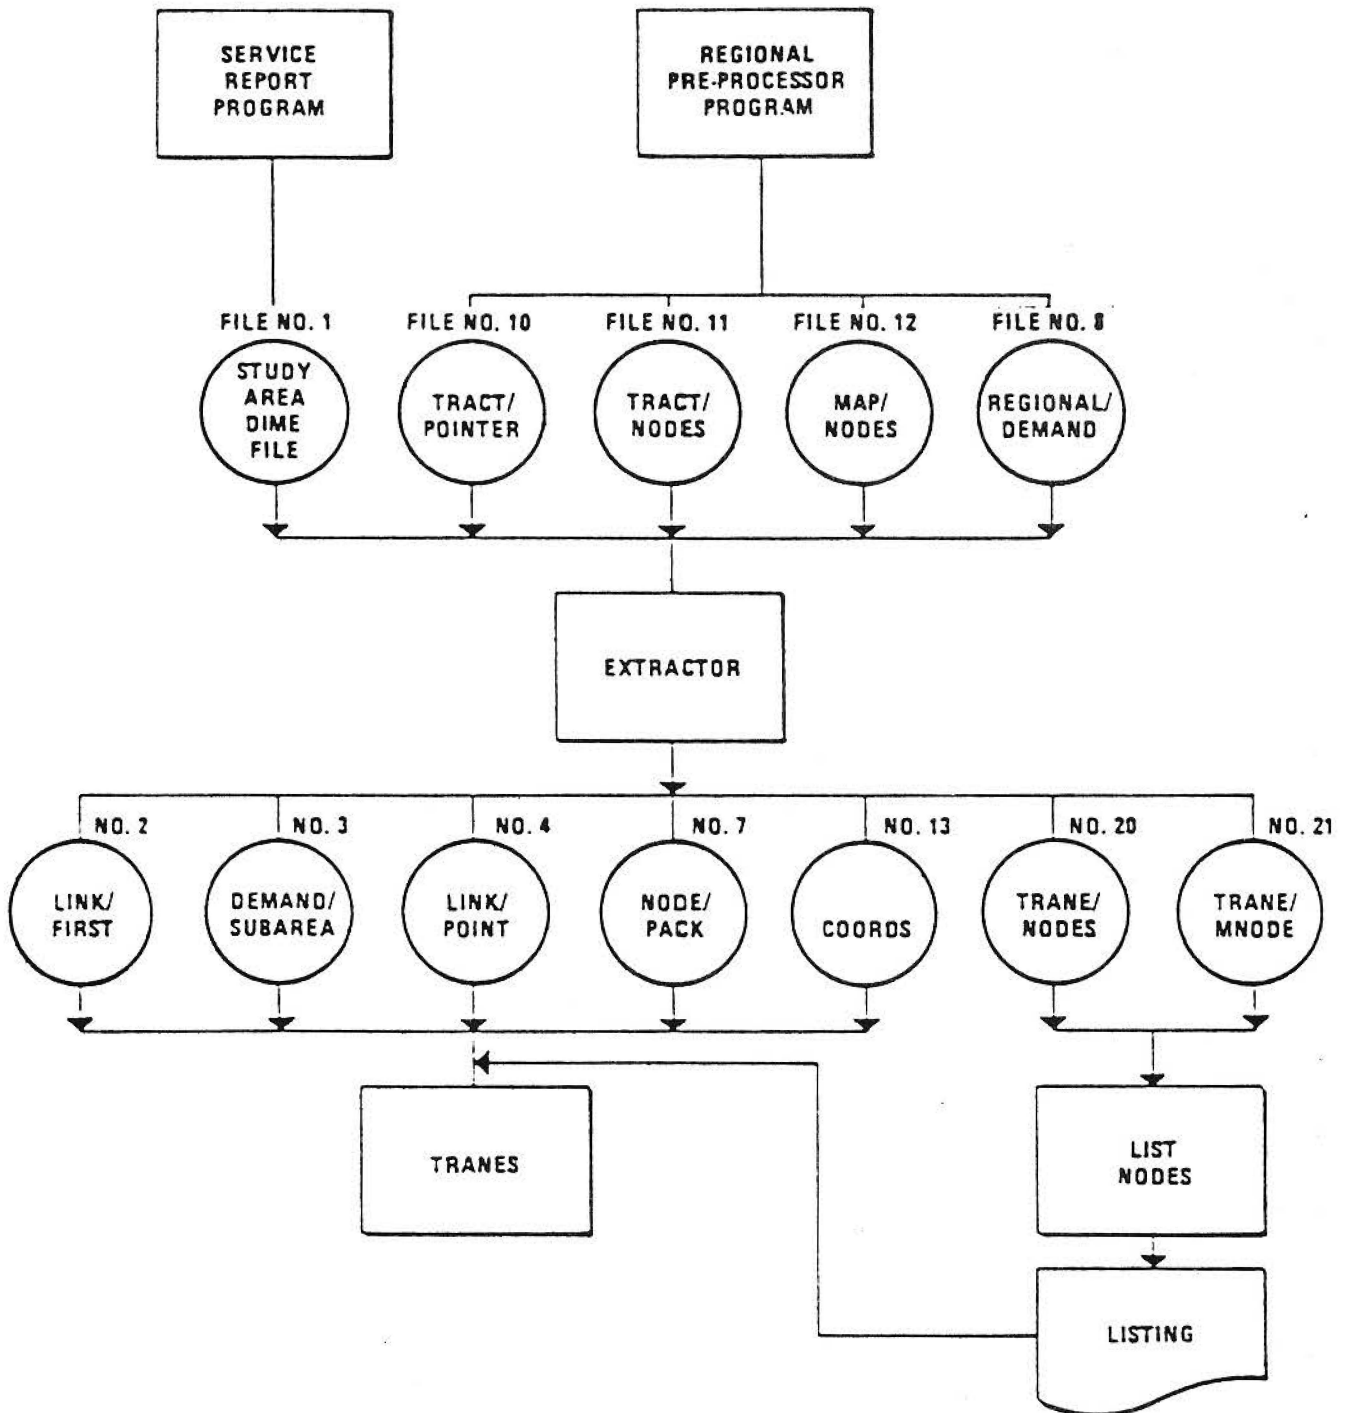 SERVICE
REPORT
PROGRAM
REGIONAL
PRE-PROCESSOR
PROGRAM
FILE NO. 1
FILE NO. 10
FILE NO. 11
FILE NO. 12
FILE NO. 8
STUDY
AREA
DIME
FILE
TRACT/
POINTER
TRACT/
NODES
MAP/
NODES
REGIONAL/
DEMAND
EXTRACTOR
NO. 2
NO. 3
NO. 4
NO. 7
NO. 13
NO. 20
NO. 21
LINK/
FIRST
DEMAND/
SUBAREA
LINK/
POINT
NODE/
PACK
COORDS
TRANE/
NODES
TRANE/
MNODE
TRANES
LIST
NODES
LISTING